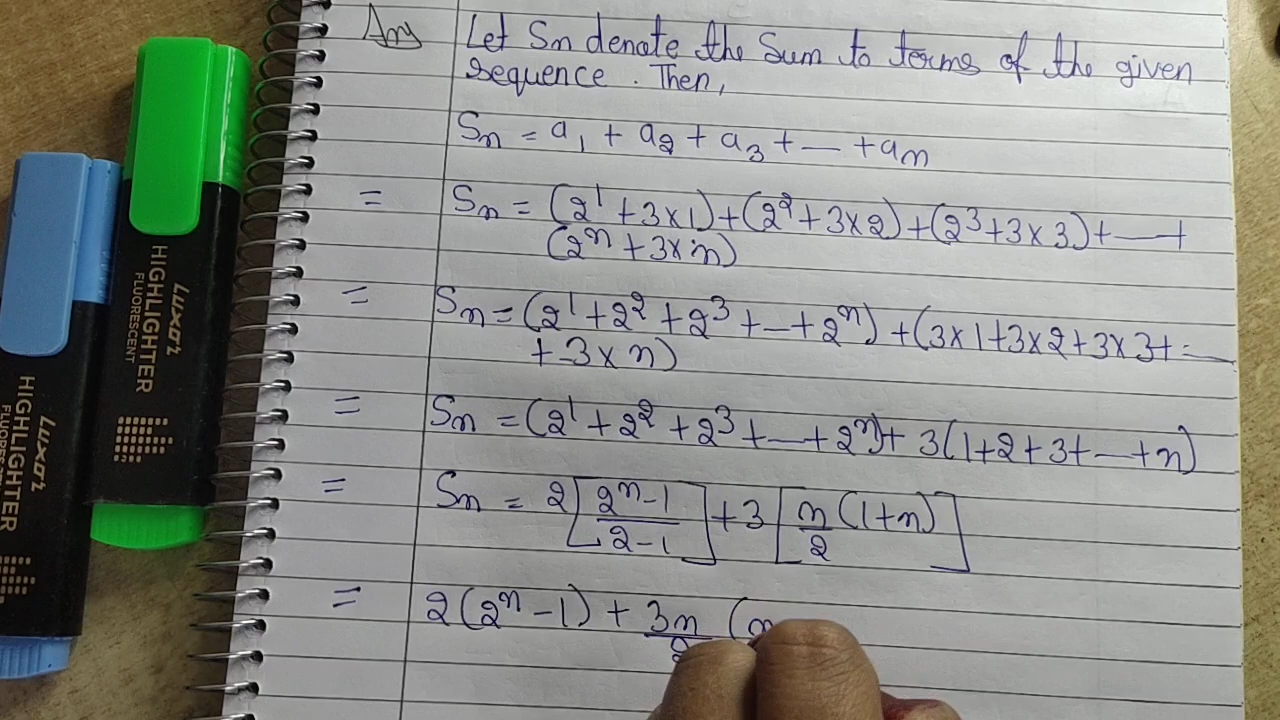 Ans Let Sn denote the Sum to terms of the given
sequence. Then,
Sn = a₁ + a₂ + a₃ + — + an
= Sn = (2¹ + 3×1) + (2² + 3×2) + (2³ + 3×3) + — +
(2ⁿ + 3×n)
= Sn = (2¹ + 2² + 2³ + — + 2ⁿ) + (3×1 + 3×2 + 3×3 + —
+ 3×n)
= Sn = (2¹ + 2² + 2³ + — + 2ⁿ) + 3(1+2+3+ — +n)
= Sn = 2[(2ⁿ-1)/(2-1)] + 3[n/2 (1+n)]
= 2(2ⁿ - 1) + 3n/2 (n
Luxor
HIGHLIGHTER
FLUORESCENT
Luxor
HIGHLIGHTER